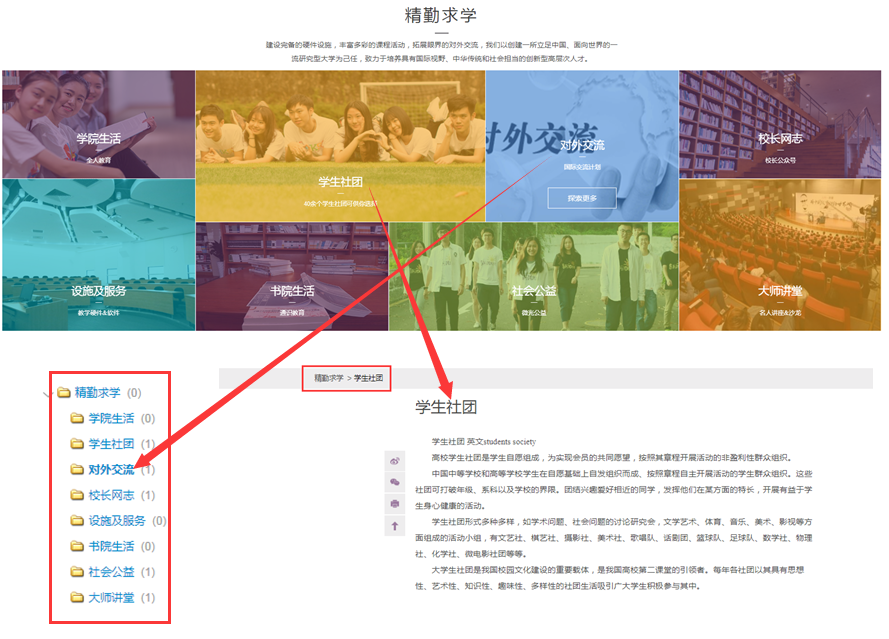 精勤求学
建设完备的硬件设施，丰富多彩的课程活动，拓展眼界的对外交流，我们以创建一所立足中国、面向世界的一
流研究型大学为己任，致力于培养具有国际视野、中华传统和社会担当的创新型高层次人才。
学院生活
全人教育
学生社团
40余个学生社团可供你选择
对外交流
对外交流
国际交流计划
探索更多
校长网志
校长公众号
设施及服务
教学硬件&软件
书院生活
通识教育
社会公益
微光公益
大师讲堂
名人讲座&沙龙
精勤求学 (0)
学院生活 (0)
学生社团 (1)
对外交流 (1)
校长网志 (1)
设施及服务 (0)
书院生活 (0)
社会公益 (1)
大师讲堂 (1)
精勤求学 > 学生社团
学生社团
学生社团 英文students society
高校学生社团是学生自愿组成，为实现会员的共同愿望，按照其章程开展活动的非盈利性群众组织。
中国中等学校和高等学校学生在自愿基础上自发组织而成、按照章程自主开展活动的学生群众组织。这些
社团可打破年级、系科以及学校的界限。团结兴趣爱好相近的同学，发挥他们在某方面的特长，开展有益于学
生身心健康的活动。
学生社团形式多种多样，如学术问题、社会问题的讨论研究会，文学艺术、体育、音乐、美术、影视等方
面组成的活动小组，有文艺社、棋艺社、摄影社、美术社、歌唱队、话剧团、篮球队、足球队、数学社、物理
社、化学社、微电影社团等等。
大学生社团是我国校园文化建设的重要载体，是我国高校第二课堂的引领者。每年各社团以其具有思想
性、艺术性、知识性、趣味性、多样性的社团生活吸引广大学生积极参与其中。